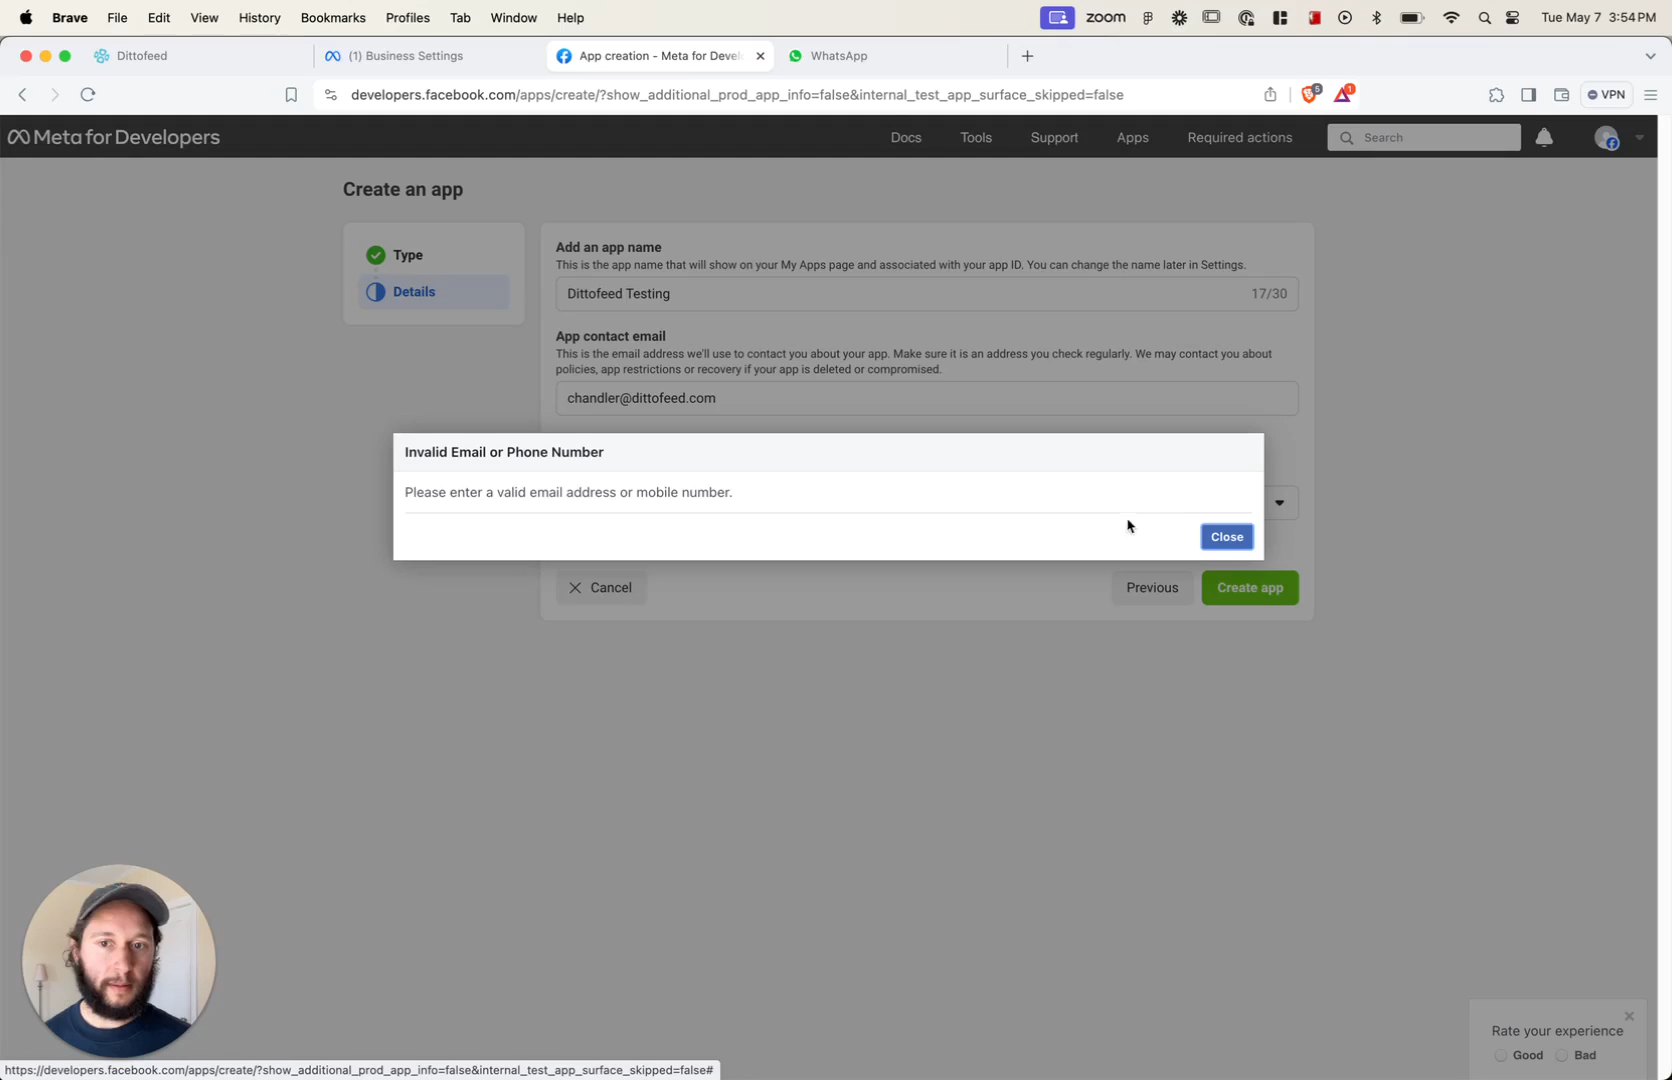 Brave File Edit View History Bookmarks Profiles Tab Window Help zoom Tue May 7 3:54 PM
Dittofeed (1) Business Settings App creation - Meta for Devel WhatsApp
developers.facebook.com/apps/create/?show_additional_prod_app_info=false&internal_test_app_surface_skipped=false 5 1 VPN
Meta for Developers Docs Tools Support Apps Required actions Search
Create an app
Type
Details
Add an app name
This is the app name that will show on your My Apps page and associated with your app ID. You can change the name later in Settings.
Dittofeed Testing 17/30
App contact email
This is the email address we'll use to contact you about your app. Make sure it is an address you check regularly. We may contact you about
policies, app restrictions or recovery if your app is deleted or compromised.
chandler@dittofeed.com
Invalid Email or Phone Number
Please enter a valid email address or mobile number.
Close
Cancel Previous Create app
Rate your experience
Good Bad
https://developers.facebook.com/apps/create/?show_additional_prod_app_info=false&internal_test_app_surface_skipped=false#